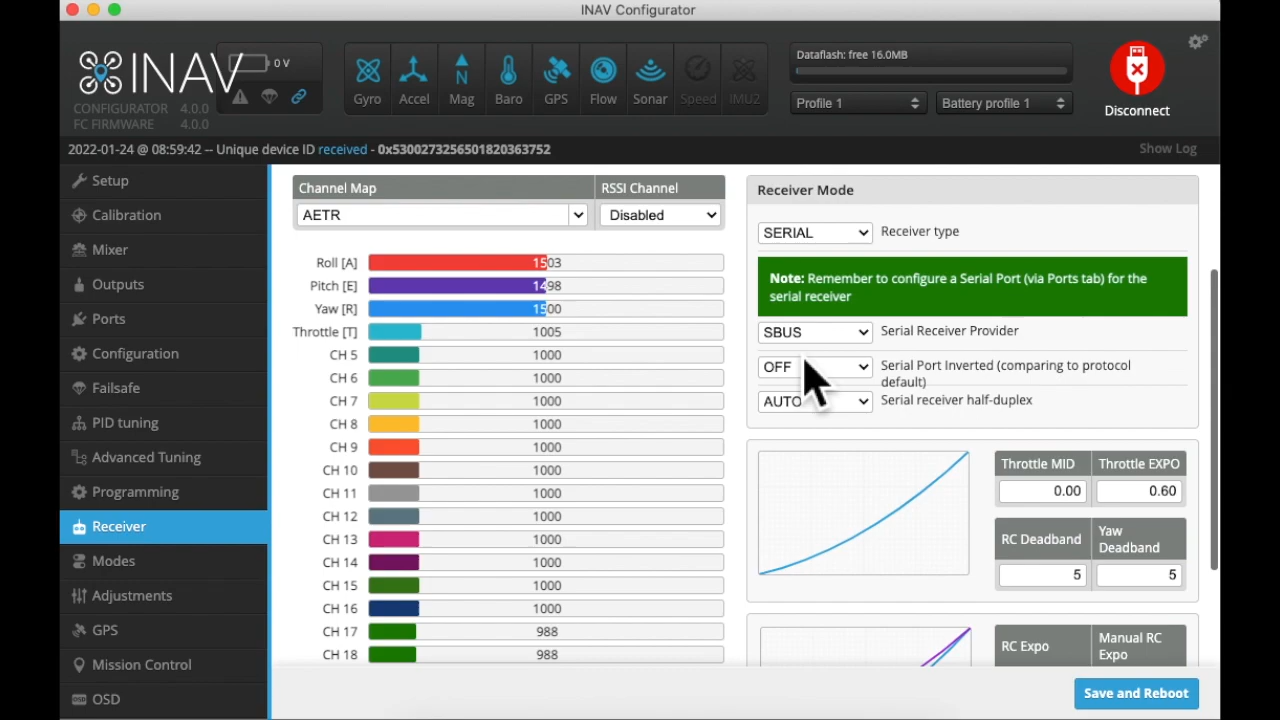 INAV Configurator
INAV
CONFIGURATOR 4.0.0
FC FIRMWARE 4.0.0
0 V
Gyro
Accel
Mag
Baro
GPS
Flow
Sonar
Speed
IMU2
Dataflash: free 16.0MB
Profile 1
Battery profile 1
Disconnect
2022-01-24 @ 08:59:42 -- Unique device ID received - 0x5300273256501820363752
Show Log
Setup
Calibration
Mixer
Outputs
Ports
Configuration
Failsafe
PID tuning
Advanced Tuning
Programming
Receiver
Modes
Adjustments
GPS
Mission Control
OSD
Channel Map
RSSI Channel
AETR
Disabled
Roll [A] 1503
Pitch [E] 1498
Yaw [R] 1500
Throttle [T] 1005
CH 5 1000
CH 6 1000
CH 7 1000
CH 8 1000
CH 9 1000
CH 10 1000
CH 11 1000
CH 12 1000
CH 13 1000
CH 14 1000
CH 15 1000
CH 16 1000
CH 17 988
CH 18 988
Receiver Mode
SERIAL Receiver type
Note: Remember to configure a Serial Port (via Ports tab) for the
serial receiver
SBUS Serial Receiver Provider
OFF Serial Port Inverted (comparing to protocol
default)
AUTO Serial receiver half-duplex
Throttle MID
Throttle EXPO
0.00
0.60
RC Deadband
Yaw
Deadband
5
5
RC Expo
Manual RC
Expo
Save and Reboot